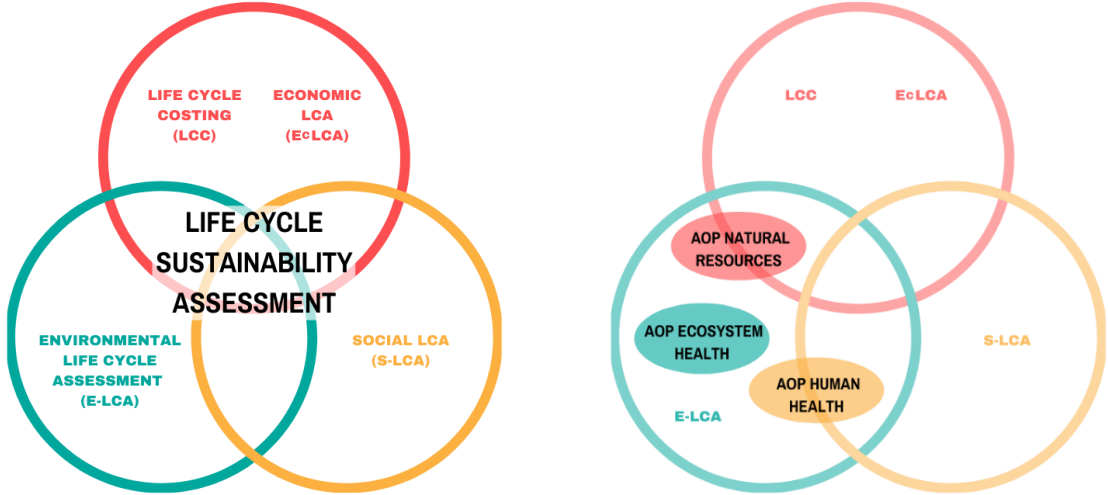 LIFE CYCLE
COSTING
(LCC)
ECONOMIC
LCA
(EcLCA)
LIFE CYCLE
SUSTAINABILITY
ASSESSMENT
ENVIRONMENTAL
LIFE CYCLE
ASSESSMENT
(E-LCA)
SOCIAL LCA
(S-LCA)
LCC
EcLCA
AOP NATURAL
RESOURCES
AOP ECOSYSTEM
HEALTH
AOP HUMAN
HEALTH
E-LCA
S-LCA